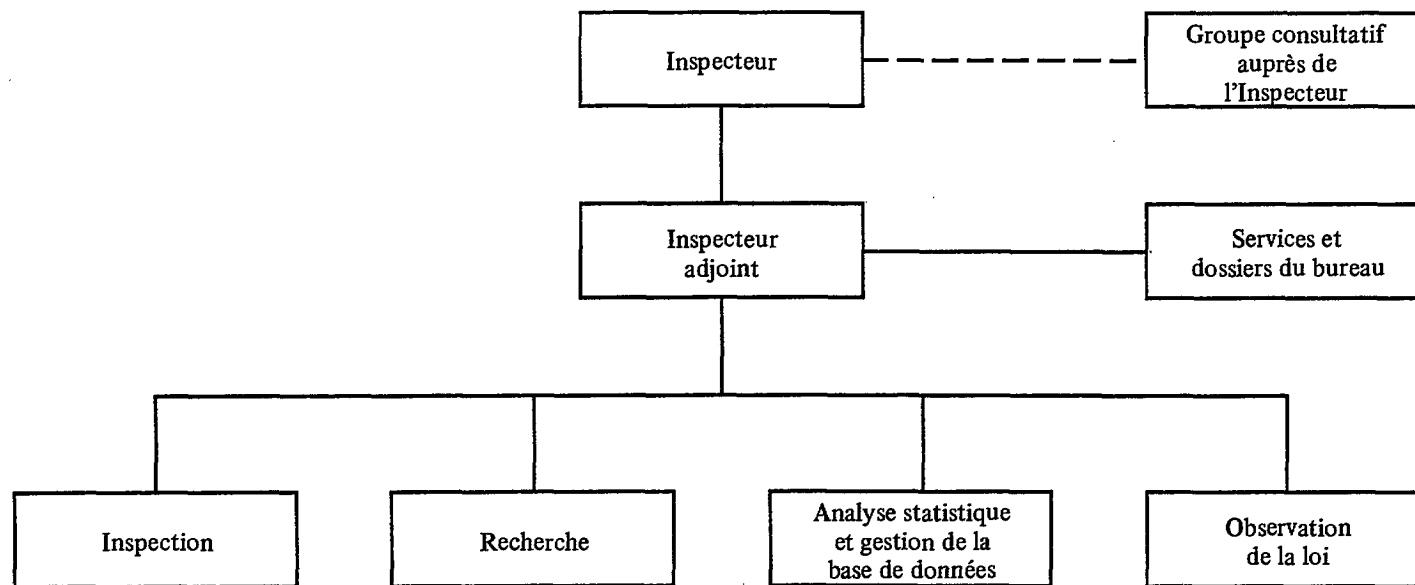 Inspecteur
Groupe consultatif
auprès de
l'Inspecteur
Inspecteur
adjoint
Services et
dossiers du bureau
Inspection
Recherche
Analyse statistique
et gestion de la
base de données
Observation
de la loi